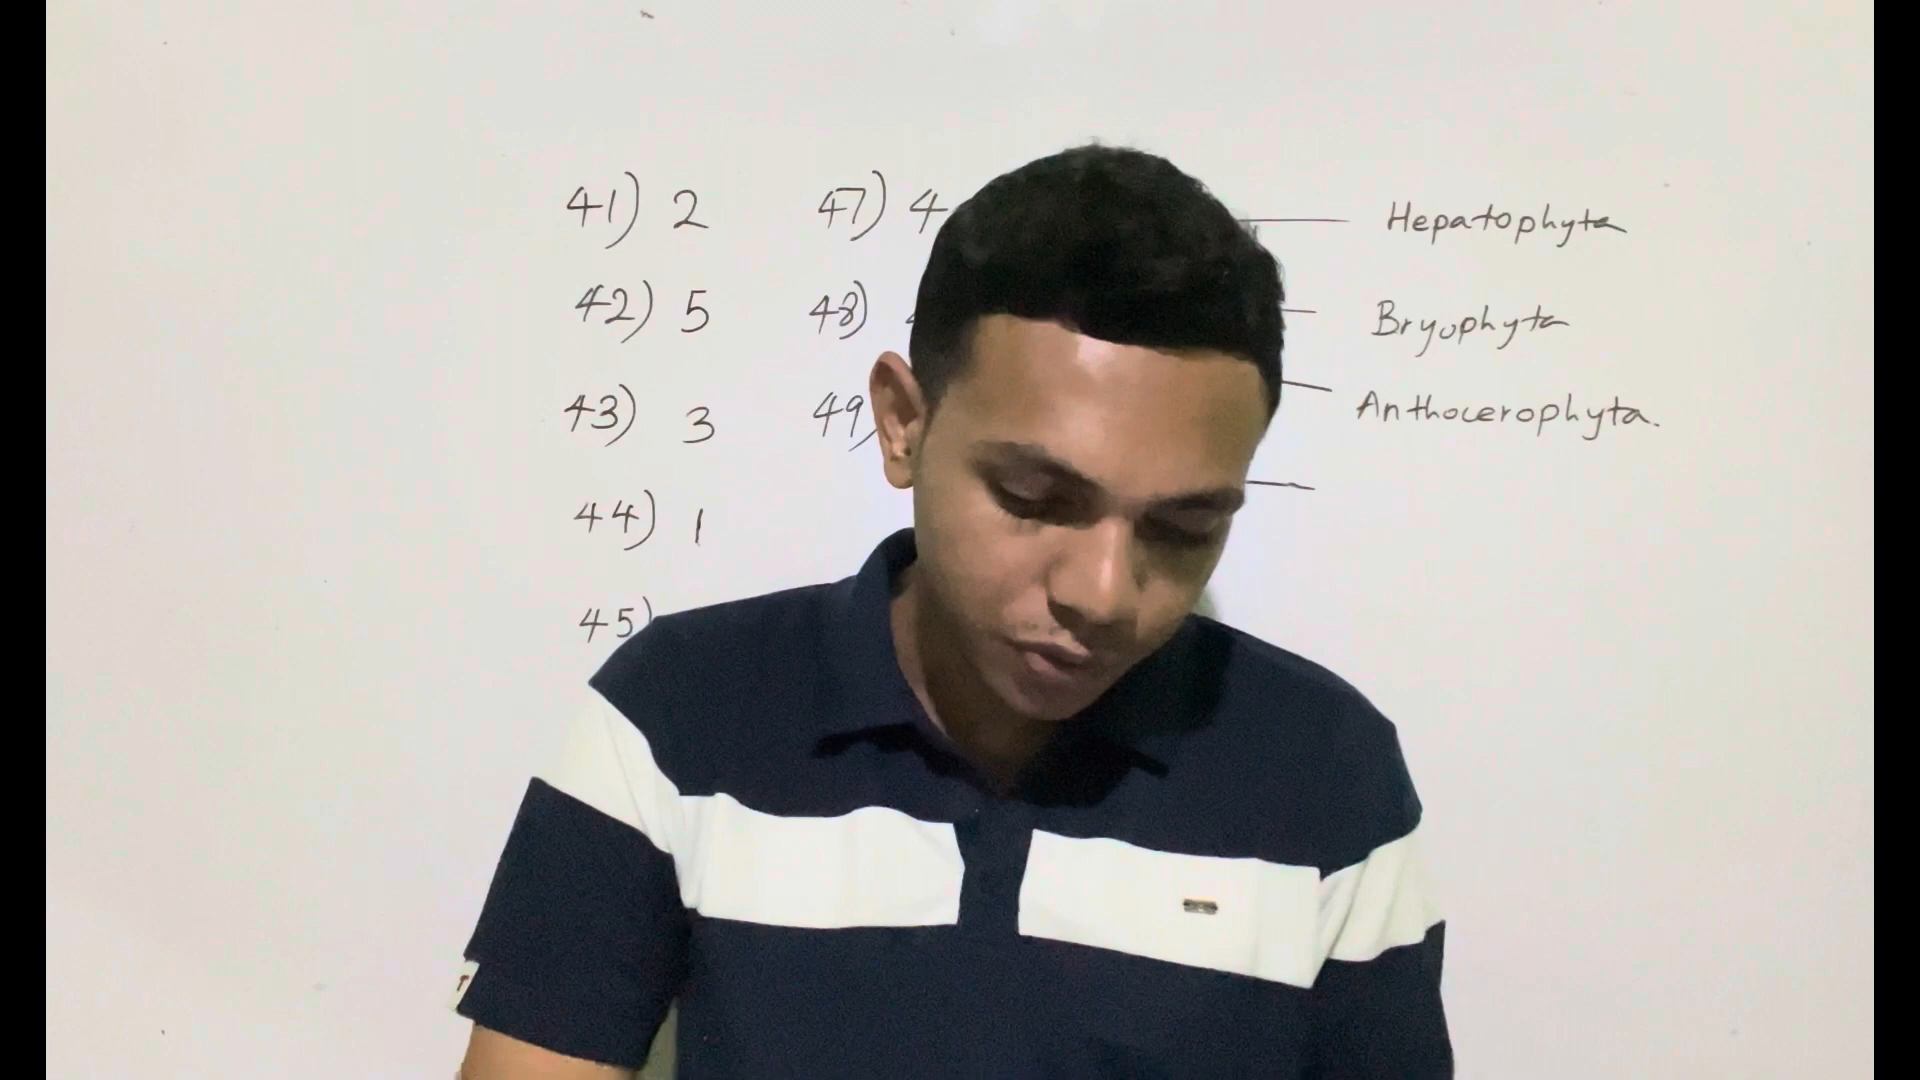 41) 2
42) 5
43) 3
44) 1
45)
47) 4
48)
49
Hepatophyta
Bryophyta
Anthocerophyta.